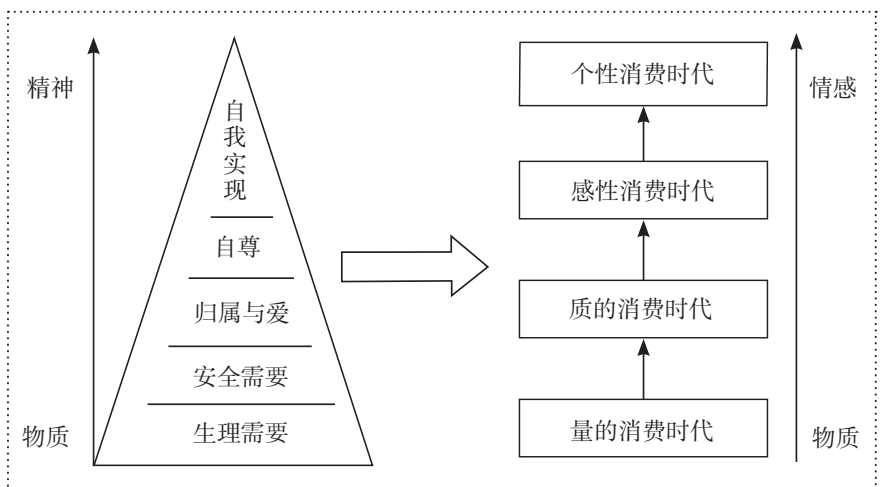 精神
自我实现
自尊
归属与爱
安全需要
生理需要
物质
个性消费时代
感性消费时代
质的消费时代
量的消费时代
情感
物质